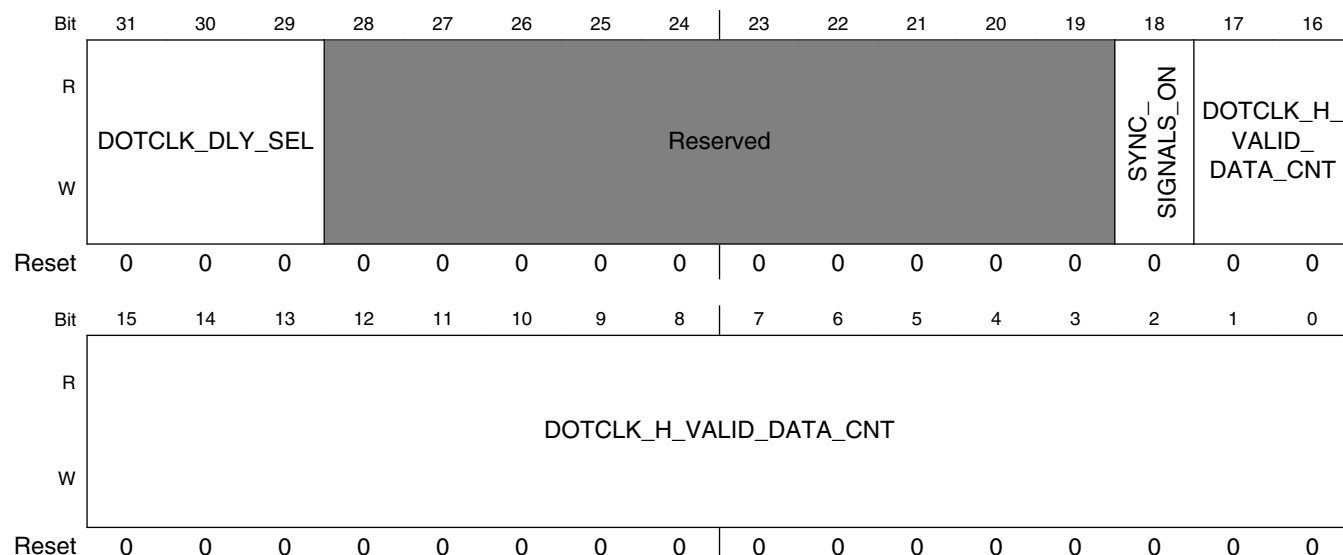 Bit 31 30 29 28 27 26 25 24 23 22 21 20 19 18 17 16
R
W
DOTCLK_DLY_SEL
Reserved
SYNC_
SIGNALS_ON
DOTCLK_H_
VALID_
DATA_CNT
Reset 0 0 0 0 0 0 0 0 0 0 0 0 0 0 0 0
Bit 15 14 13 12 11 10 9 8 7 6 5 4 3 2 1 0
R
W
DOTCLK_H_VALID_DATA_CNT
Reset 0 0 0 0 0 0 0 0 0 0 0 0 0 0 0 0